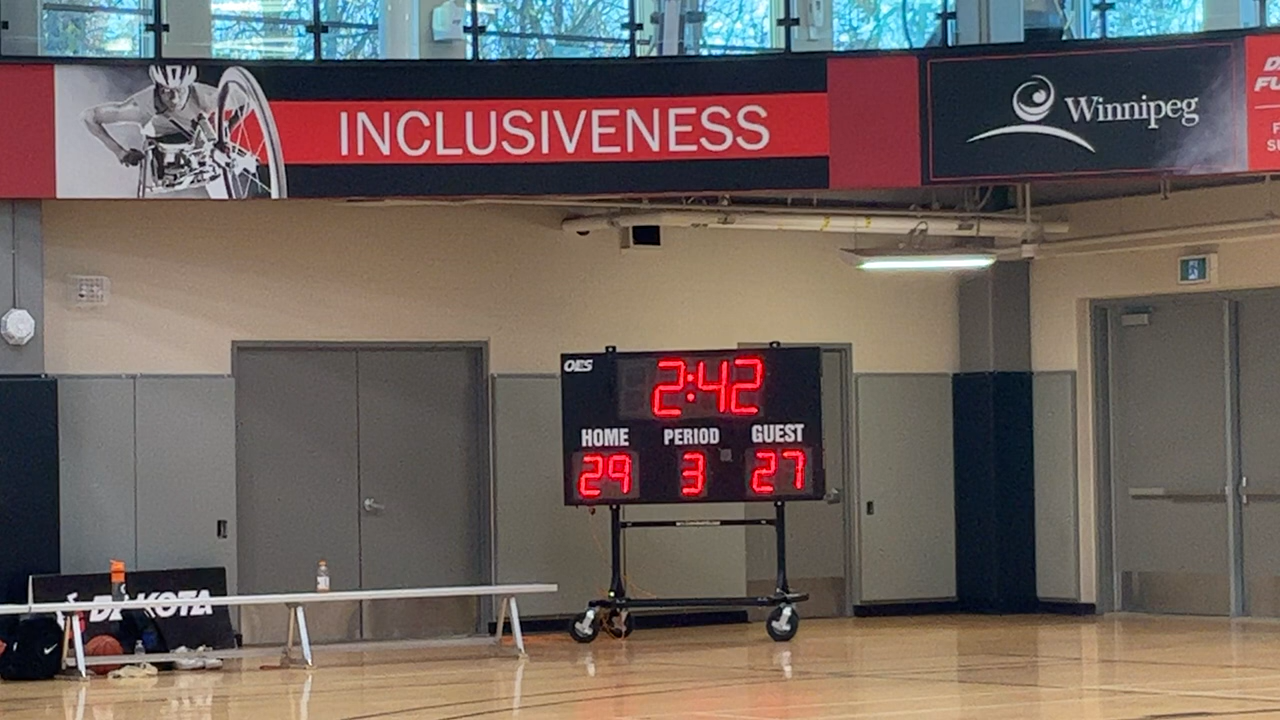 INCLUSIVENESS
Winnipeg
OES
2:42
HOME PERIOD GUEST
29 3 27
DAKOTA